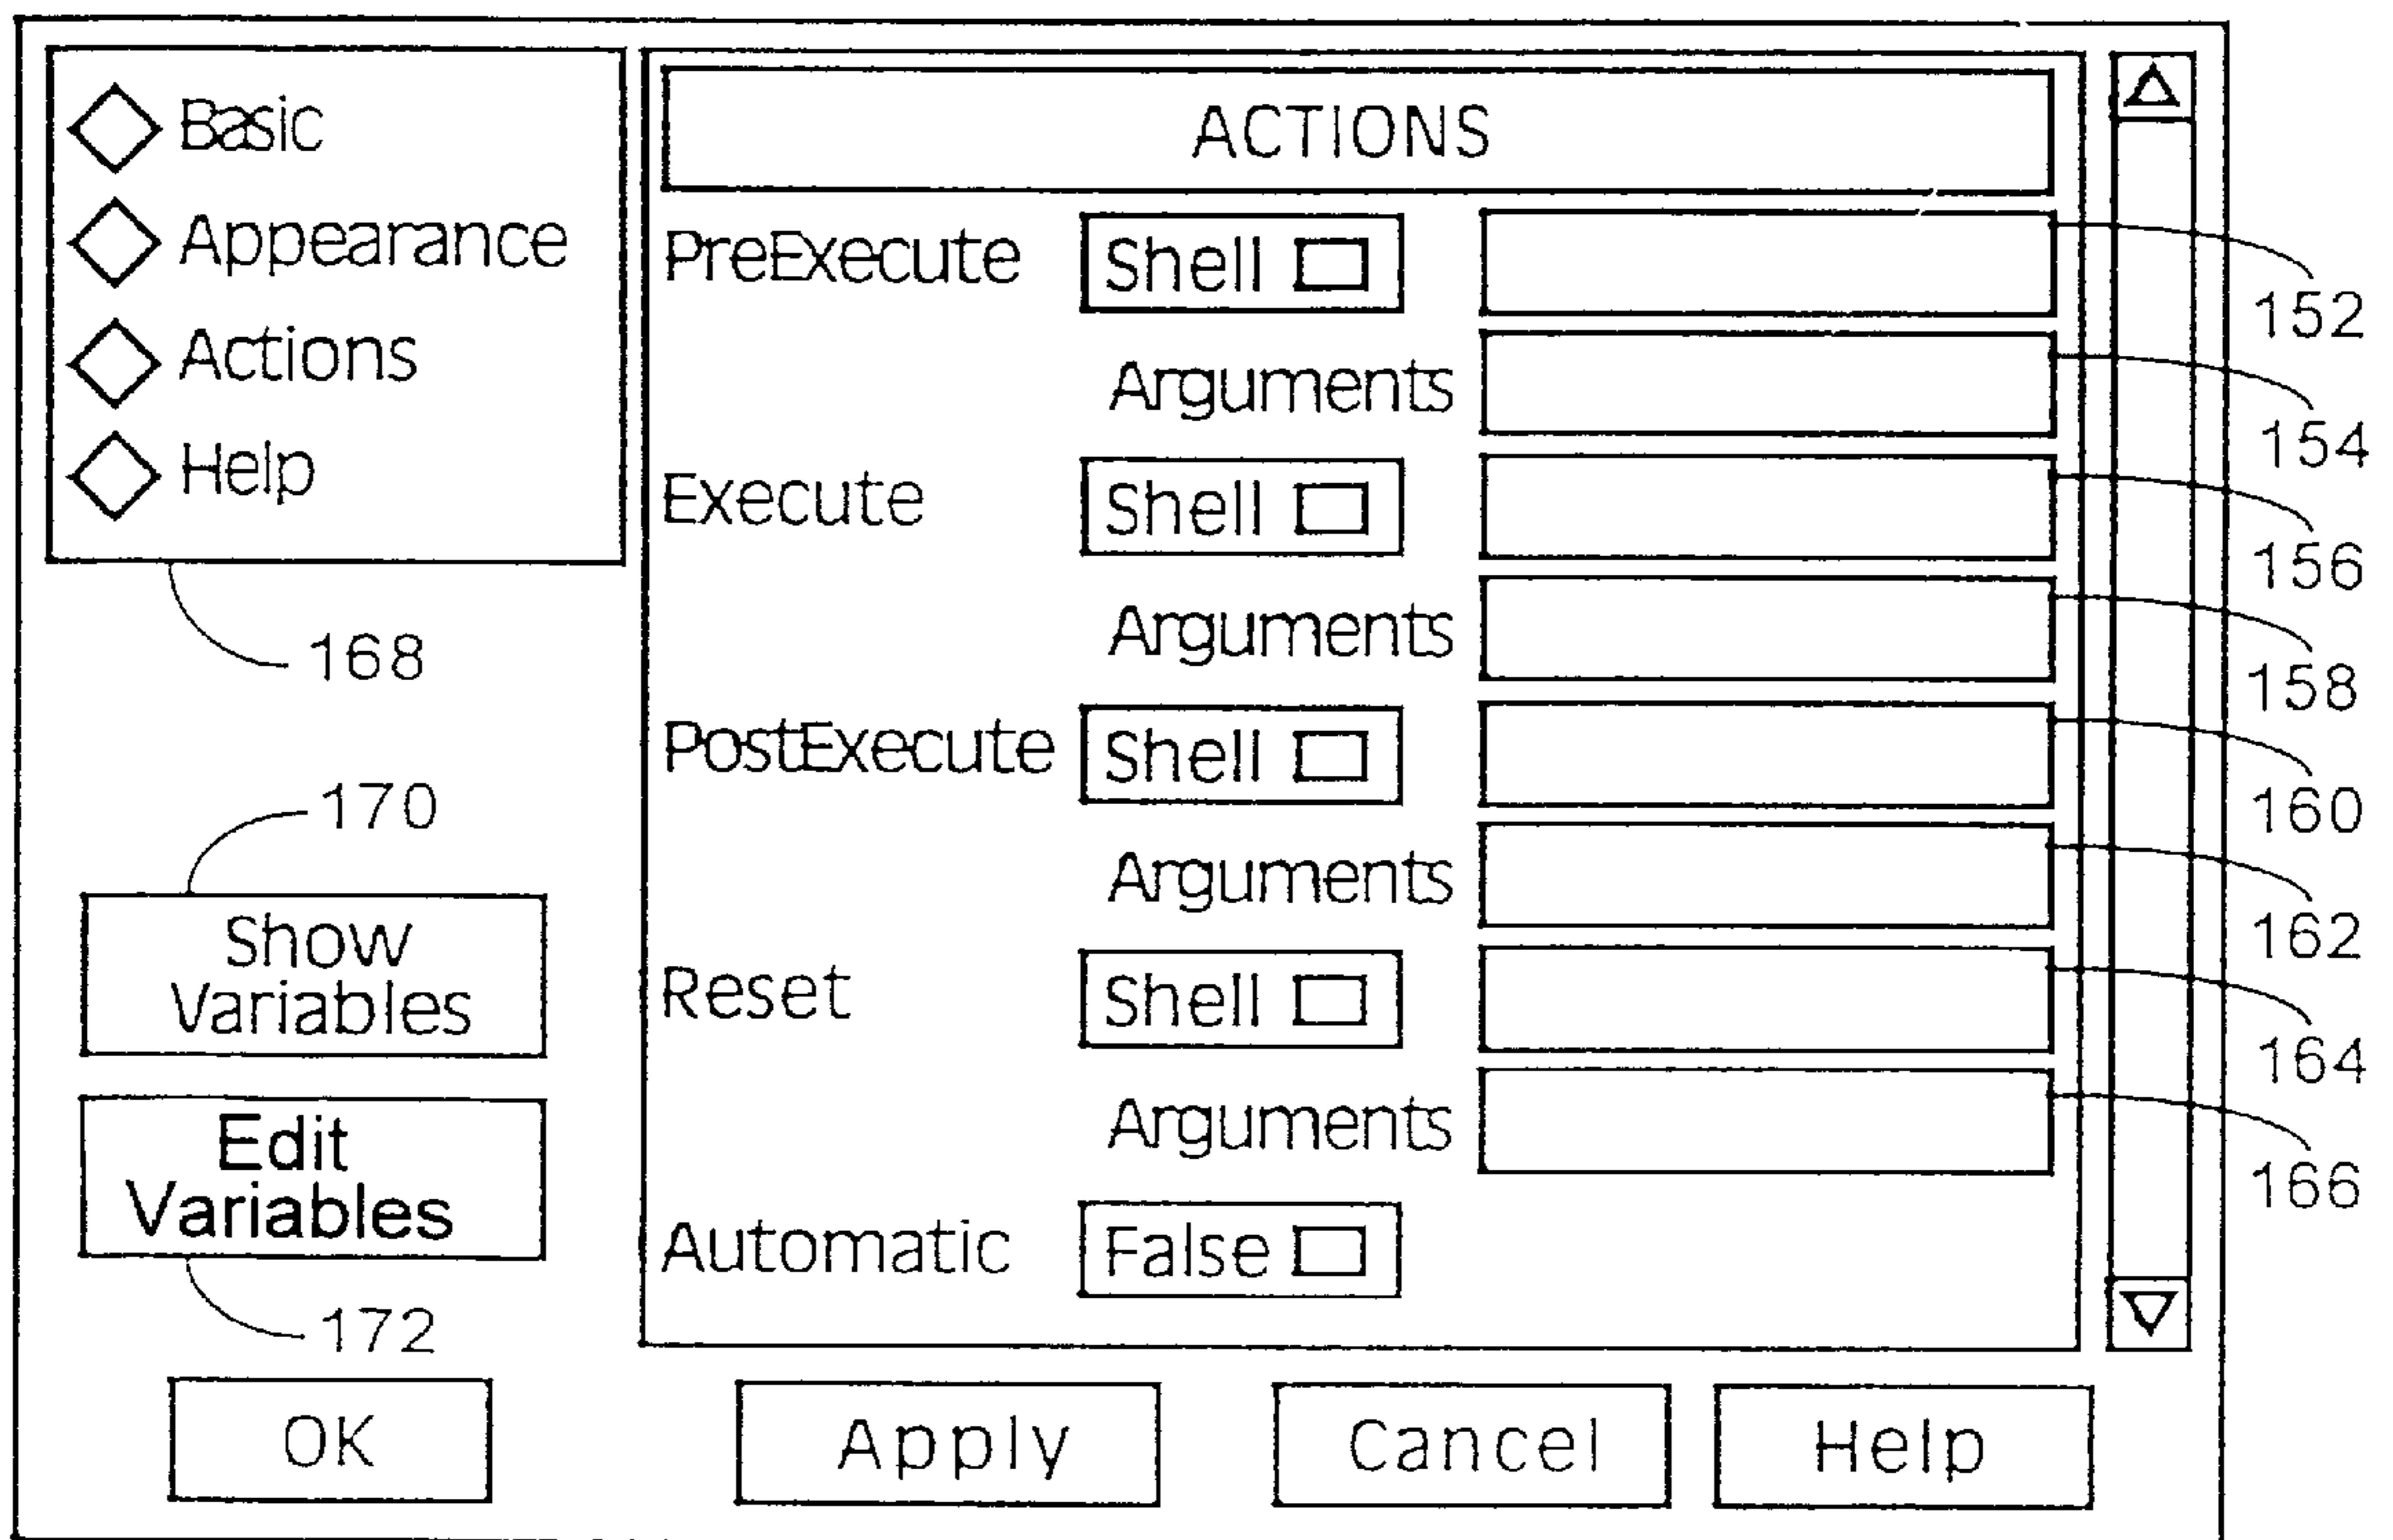 Basic
Appearance
Actions
Help
168
170
Show
Variables
Edit
Variables
172
ACTIONS
PreExecute Shell 152
Arguments 154
Execute Shell 156
Arguments 158
PostExecute Shell 160
Arguments 162
Reset Shell 164
Arguments 166
Automatic False
OK Apply Cancel Help